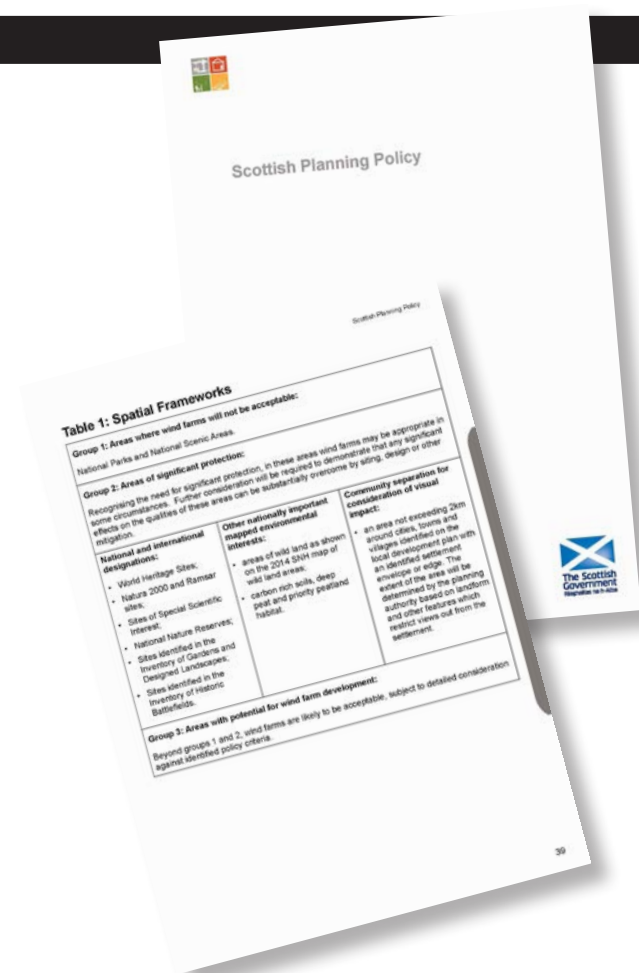 Scottish Planning Policy
Scottish Planning Policy
Table 1: Spatial Frameworks
Group 1: Areas where wind farms will not be acceptable:
National Parks and National Scenic Areas.
Group 2: Areas of significant protection:
Recognising the need for significant protection, in these areas wind farms may be appropriate in
some circumstances. Further consideration will be required to demonstrate that any significant
effects on the qualities of these areas can be substantially overcome by siting, design or other
mitigation.
National and international
designations:
• World Heritage Sites;
• Natura 2000 and Ramsar
sites;
• Sites of Special Scientific
Interest;
• National Nature Reserves;
• Sites identified in the
Inventory of Gardens and
Designed Landscapes;
• Sites identified in the
Inventory of Historic
Battlefields.
Other nationally important
mapped environmental
interests:
• areas of wild land as shown
on the 2014 SNH map of
wild land areas;
• carbon rich soils, deep
peat and priority peatland
habitat.
Community separation for
consideration of visual
impact:
• an area not exceeding 2km
around cities, towns and
villages identified on the
local development plan with
an identified settlement
envelope or edge. The
extent of the area will be
determined by the planning
authority based on landform
and other features which
restrict views out from the
settlement.
Group 3: Areas with potential for wind farm development:
Beyond groups 1 and 2, wind farms are likely to be acceptable, subject to detailed consideration
against identified policy criteria.
39
The Scottish
Government
Riaghaltas na h-Alba